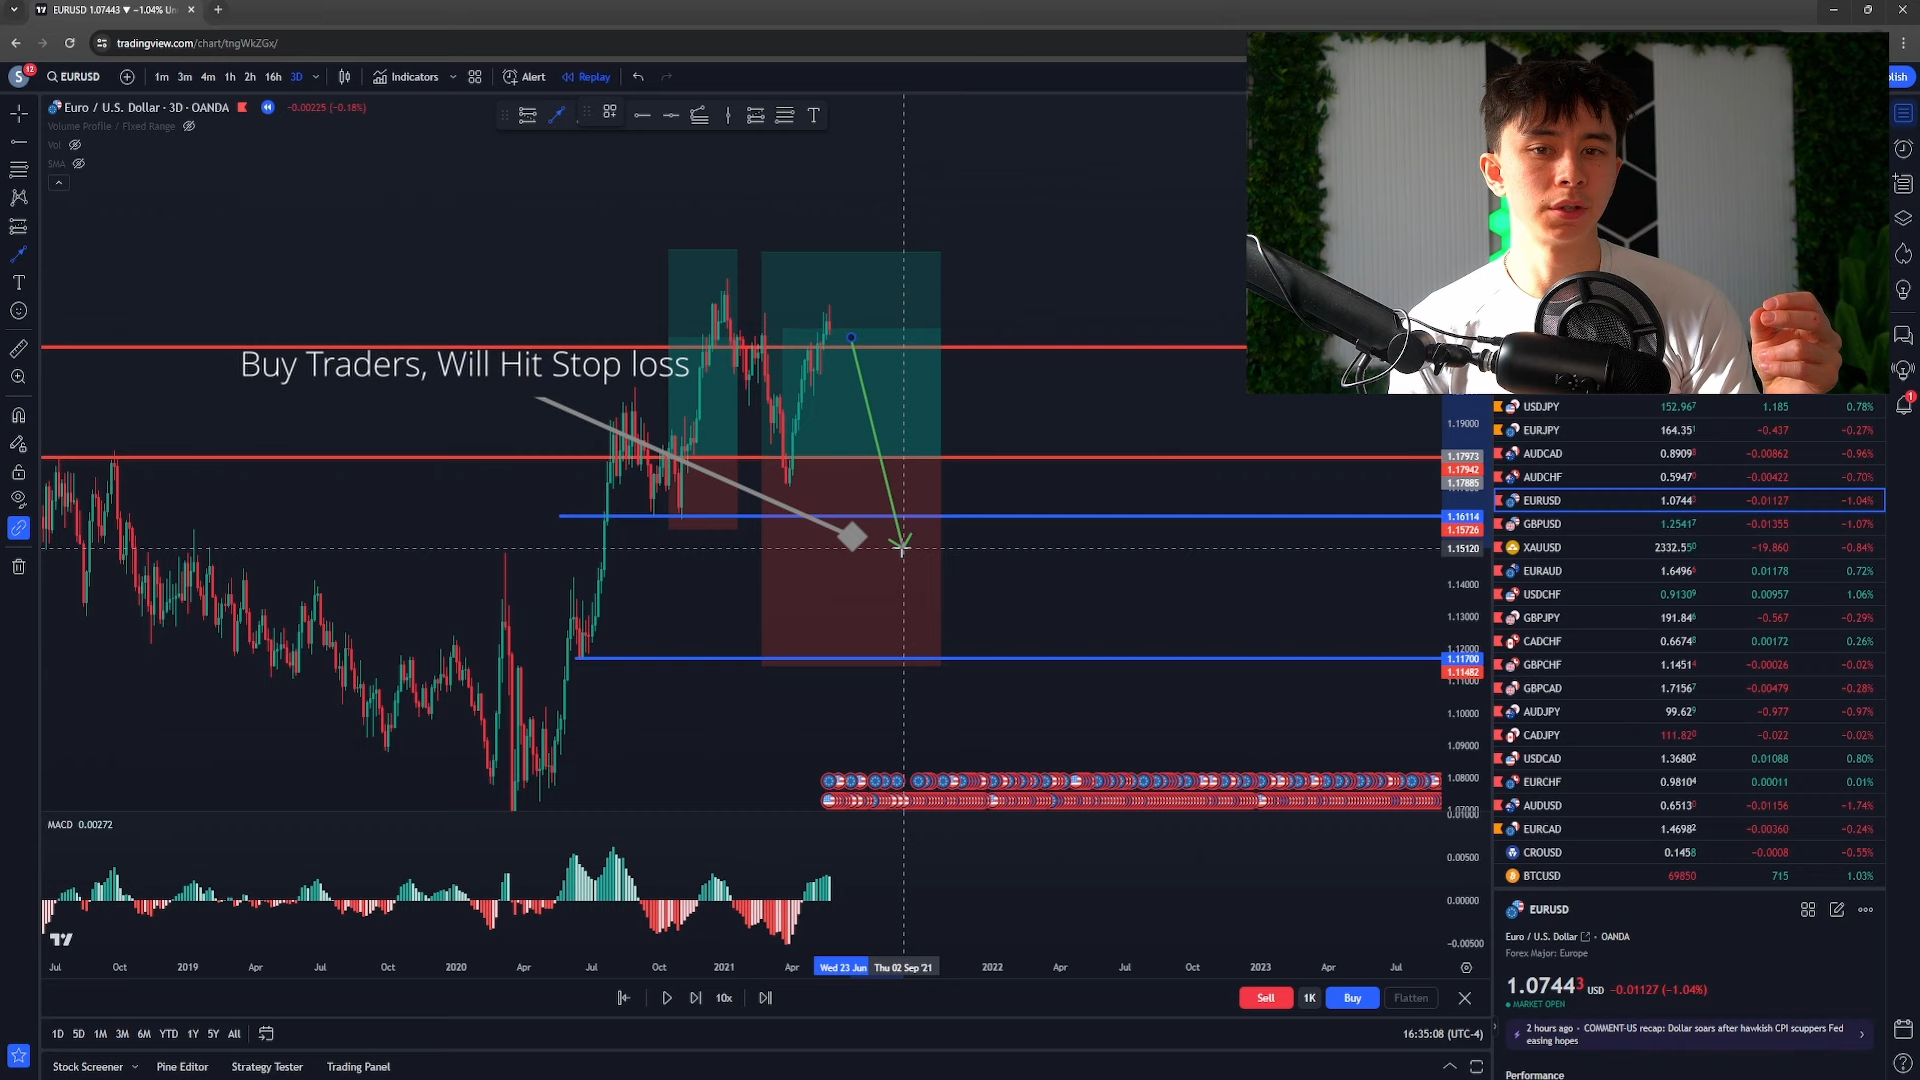 EURUSD 1.07443 ▼ −1.04% Un
tradingview.com/chart/tngWkZGx/
S 12 EURUSD 1m 3m 4m 1h 2h 16h 3D Indicators Alert Replay
lish
Euro / U.S. Dollar · 3D · OANDA −0.00225 (−0.18%)
Volume Profile / Fixed Range
Vol
SMA
Buy Traders, Will Hit Stop loss
1.19000
1.17973
1.17942
1.17885
1.16114
1.15726
1.15120
1.14000
1.13000
1.12000
1.11700
1.11482
1.11000
1.10000
1.09000
1.08000
1.07000
0.01000
MACD 0.00272
0.00500
0.00000
−0.00500
Jul Oct 2019 Apr Jul Oct 2020 Apr Jul Oct 2021 Apr Wed 23 Jun Thu 02 Sep '21 2022 Apr Jul Oct 2023 Apr Jul
10x
Sell 1K Buy Flatten
1D 5D 1M 3M 6M YTD 1Y 5Y All
16:35:08 (UTC-4)
Stock Screener Pine Editor Strategy Tester Trading Panel
USDJPY 152.967 1.185 0.78%
EURJPY 164.351 −0.437 −0.27%
AUDCAD 0.8909 −0.00862 −0.96%
AUDCHF 0.5947 −0.00422 −0.70%
EURUSD 1.0744 −0.01127 −1.04%
GBPUSD 1.25417 −0.01355 −1.07%
XAUUSD 2332.550 −19.860 −0.84%
EURAUD 1.6496 0.01178 0.72%
USDCHF 0.91309 0.00957 1.06%
GBPJPY 191.846 −0.567 −0.29%
CADCHF 0.6674 0.00172 0.26%
GBPCHF 1.1451 −0.00026 −0.02%
GBPCAD 1.71567 −0.00479 −0.28%
AUDJPY 99.629 −0.977 −0.97%
CADJPY 111.820 −0.022 −0.02%
USDCAD 1.36802 0.01088 0.80%
EURCHF 0.98104 0.00011 0.01%
AUDUSD 0.6513 −0.01156 −1.74%
EURCAD 1.46982 −0.00360 −0.24%
CROUSD 0.1458 −0.0008 −0.55%
BTCUSD 69850 715 1.03%
EURUSD
Euro / U.S. Dollar · OANDA
Forex Major: Europe
1.07443 USD −0.01127 (−1.04%)
MARKET OPEN
2 hours ago · COMMENT-US recap: Dollar soars after hawkish CPI scuppers Fed
easing hopes
Performance
1